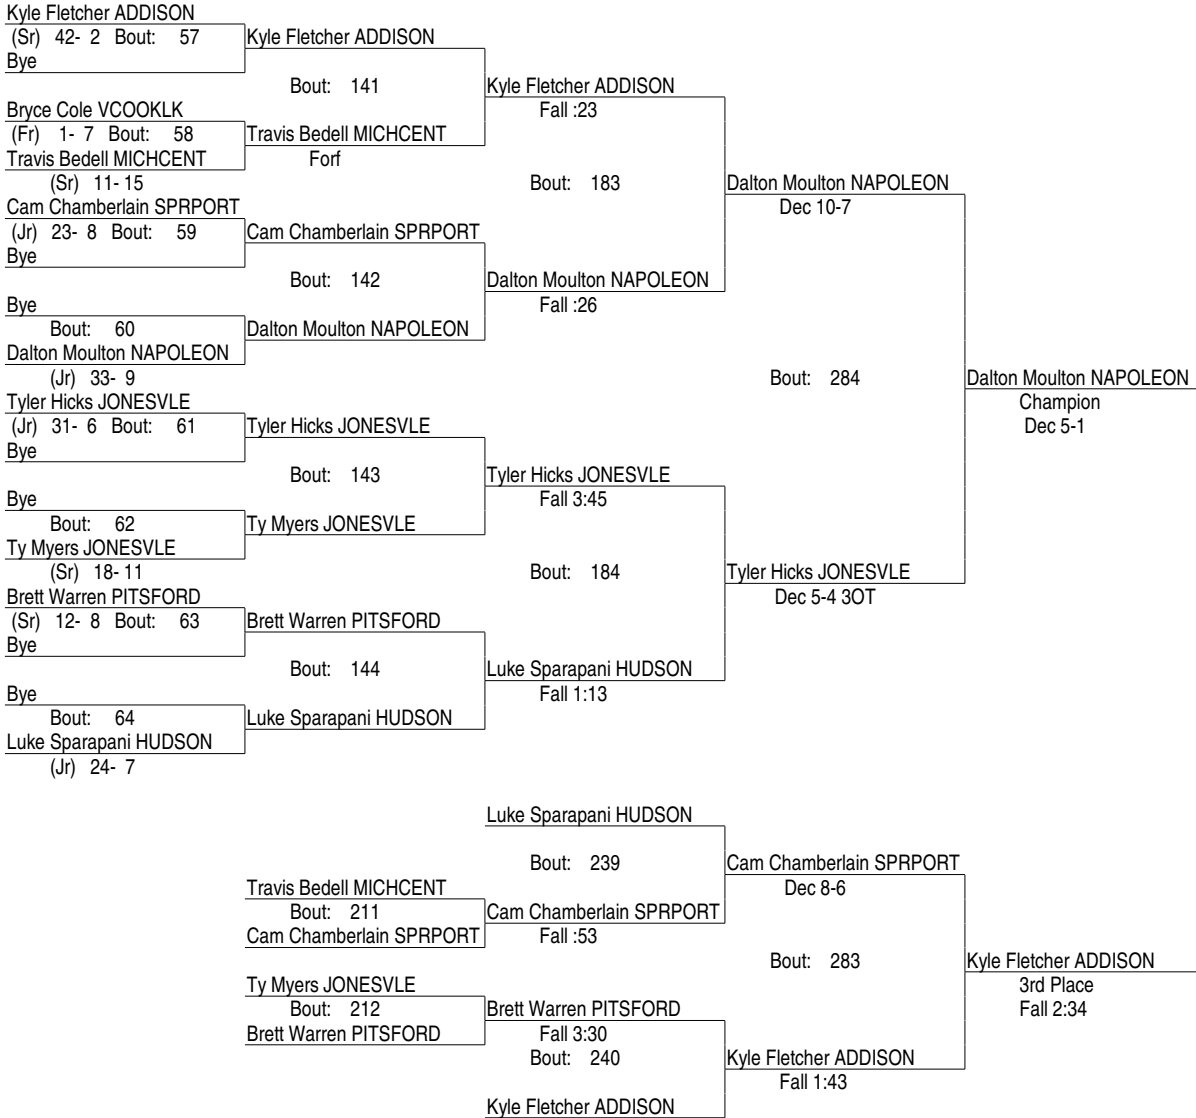 Kyle Fletcher ADDISON
(Sr) 42- 2 Bout: 57 Kyle Fletcher ADDISON
Bye
Bout: 141 Kyle Fletcher ADDISON
Bryce Cole VCOOKLK Fall :23
(Fr) 1- 7 Bout: 58 Travis Bedell MICHCENT
Travis Bedell MICHCENT Forf
(Sr) 11- 15 Bout: 183 Dalton Moulton NAPOLEON
Cam Chamberlain SPRPORT Dec 10-7
(Jr) 23- 8 Bout: 59 Cam Chamberlain SPRPORT
Bye
Bout: 142 Dalton Moulton NAPOLEON
Bye Fall :26
Bout: 60 Dalton Moulton NAPOLEON
Dalton Moulton NAPOLEON
(Jr) 33- 9 Bout: 284 Dalton Moulton NAPOLEON
Tyler Hicks JONESVLE Champion
(Jr) 31- 6 Bout: 61 Tyler Hicks JONESVLE Dec 5-1
Bye
Bout: 143 Tyler Hicks JONESVLE
Bye Fall 3:45
Bout: 62 Ty Myers JONESVLE
Ty Myers JONESVLE
(Sr) 18- 11 Bout: 184 Tyler Hicks JONESVLE
Brett Warren PITSFORD Dec 5-4 3OT
(Sr) 12- 8 Bout: 63 Brett Warren PITSFORD
Bye
Bout: 144 Luke Sparapani HUDSON
Bye Fall 1:13
Bout: 64 Luke Sparapani HUDSON
Luke Sparapani HUDSON
(Jr) 24- 7
Luke Sparapani HUDSON
Bout: 239 Cam Chamberlain SPRPORT
Travis Bedell MICHCENT Dec 8-6
Bout: 211 Cam Chamberlain SPRPORT
Cam Chamberlain SPRPORT Fall :53
Bout: 283 Kyle Fletcher ADDISON
Ty Myers JONESVLE 3rd Place
Bout: 212 Brett Warren PITSFORD Fall 2:34
Brett Warren PITSFORD Fall 3:30
Bout: 240 Kyle Fletcher ADDISON
Fall 1:43
Kyle Fletcher ADDISON